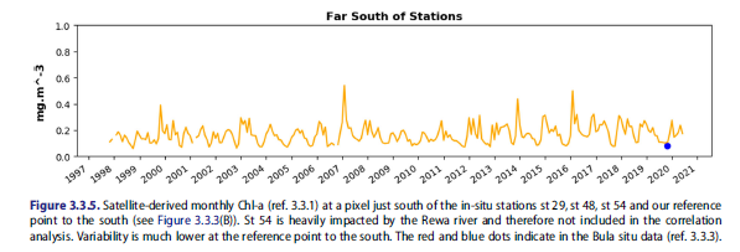 Far South of Stations
mg.m^-3
1.0
0.8
0.6
0.4
0.2
0.0
1997 1998 1999 2000 2001 2002 2003 2004 2005 2006 2007 2008 2009 2010 2011 2012 2013 2014 2015 2016 2017 2018 2019 2020 2021
Figure 3.3.5. Satellite-derived monthly Chl-a (ref. 3.3.1) at a pixel just south of the in-situ stations st 29, st 48, st 54 and our reference
point to the south (see Figure 3.3.3(B)). St 54 is heavily impacted by the Rewa river and therefore not included in the correlation
analysis. Variability is much lower at the reference point to the south. The red and blue dots indicate in the Bula situ data (ref. 3.3.3).